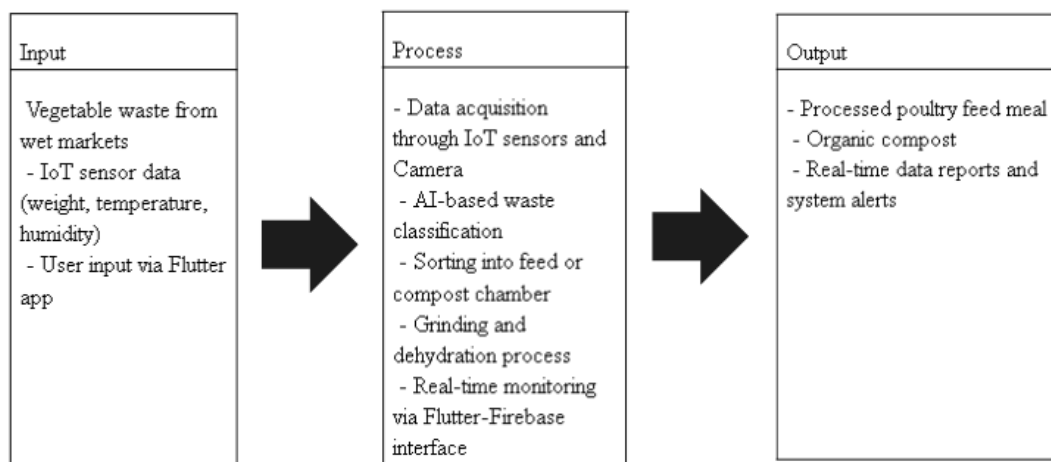 Input
Vegetable waste from
wet markets
- IoT sensor data
(weight, temperature,
humidity)
- User input via Flutter
app
Process
- Data acquisition
through IoT sensors and
Camera
- AI-based waste
classification
- Sorting into feed or
compost chamber
- Grinding and
dehydration process
- Real-time monitoring
via Flutter-Firebase
interface
Output
- Processed poultry feed meal
- Organic compost
- Real-time data reports and
system alerts